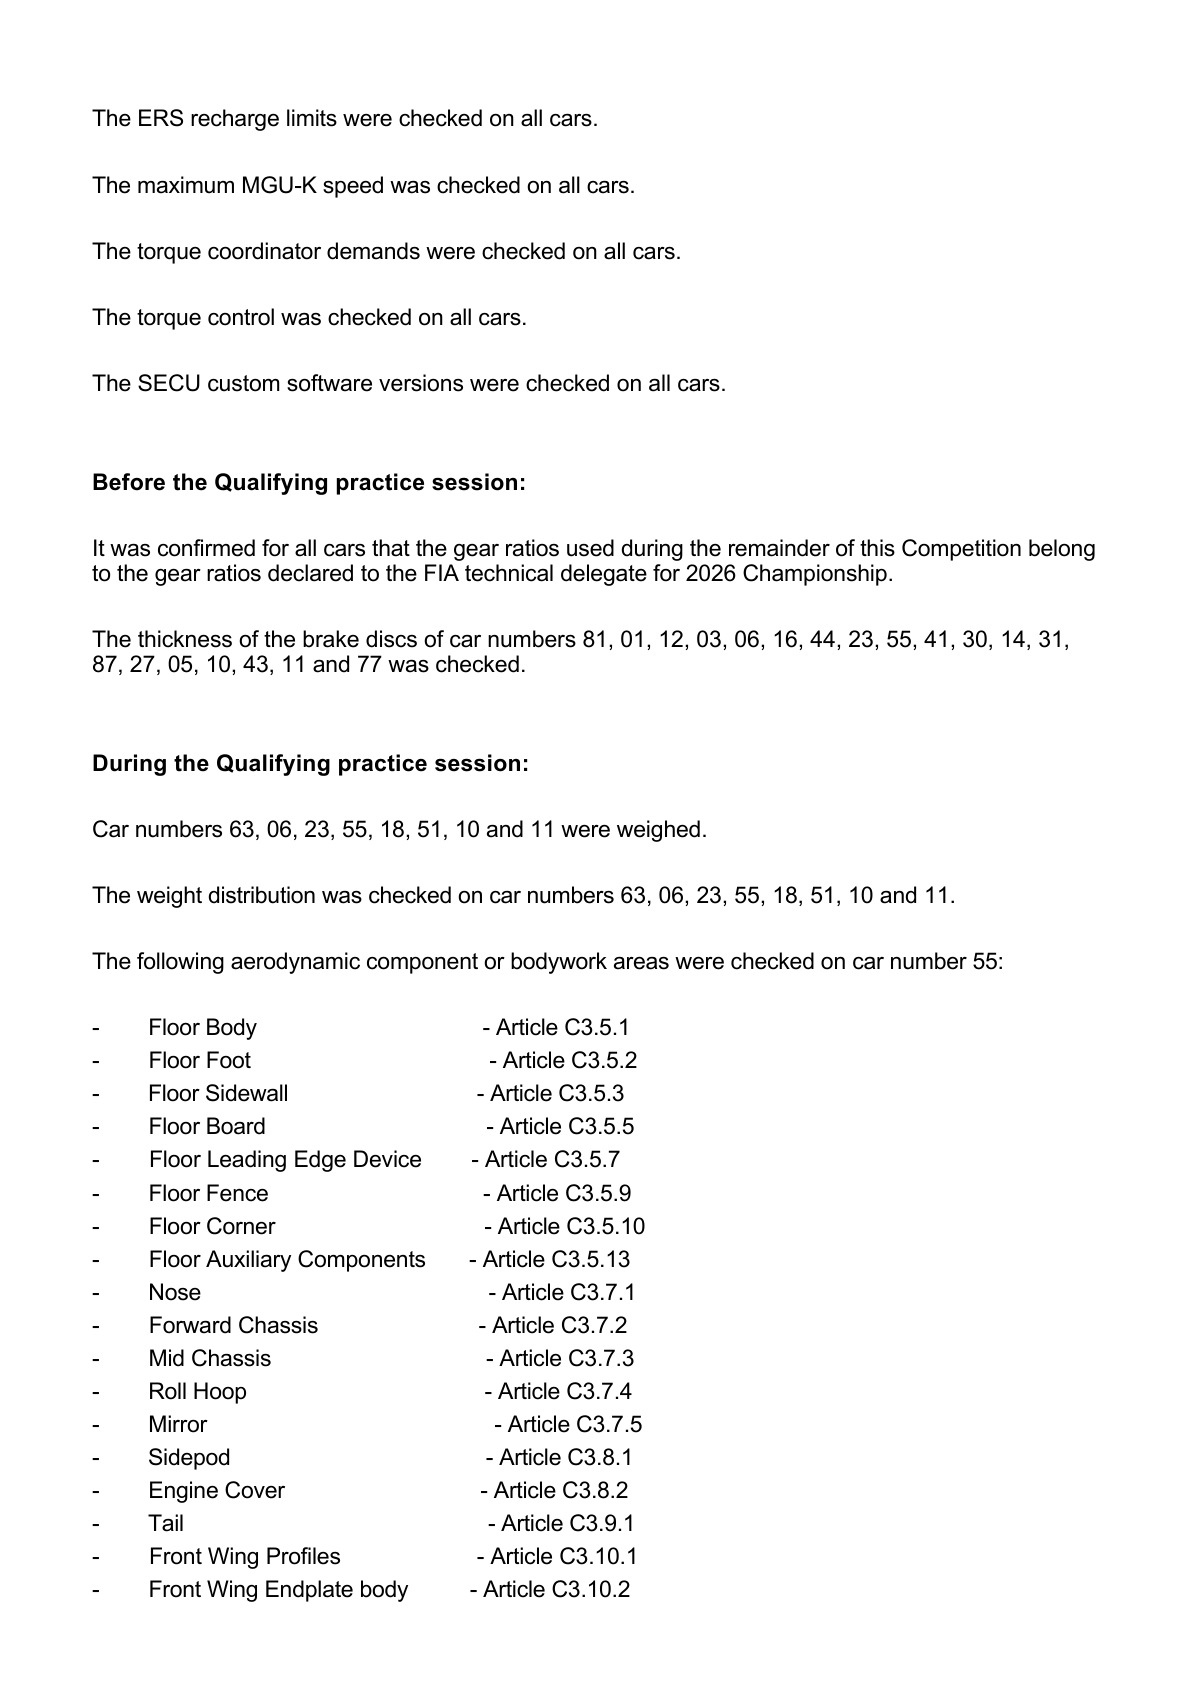 The ERS recharge limits were checked on all cars.
The maximum MGU-K speed was checked on all cars.
The torque coordinator demands were checked on all cars.
The torque control was checked on all cars.
The SECU custom software versions were checked on all cars.
Before the Qualifying practice session:
It was confirmed for all cars that the gear ratios used during the remainder of this Competition belong
to the gear ratios declared to the FIA technical delegate for 2026 Championship.
The thickness of the brake discs of car numbers 81, 01, 12, 03, 06, 16, 44, 23, 55, 41, 30, 14, 31,
87, 27, 05, 10, 43, 11 and 77 was checked.
During the Qualifying practice session:
Car numbers 63, 06, 23, 55, 18, 51, 10 and 11 were weighed.
The weight distribution was checked on car numbers 63, 06, 23, 55, 18, 51, 10 and 11.
The following aerodynamic component or bodywork areas were checked on car number 55:
- Floor Body - Article C3.5.1
- Floor Foot - Article C3.5.2
- Floor Sidewall - Article C3.5.3
- Floor Board - Article C3.5.5
- Floor Leading Edge Device - Article C3.5.7
- Floor Fence - Article C3.5.9
- Floor Corner - Article C3.5.10
- Floor Auxiliary Components - Article C3.5.13
- Nose - Article C3.7.1
- Forward Chassis - Article C3.7.2
- Mid Chassis - Article C3.7.3
- Roll Hoop - Article C3.7.4
- Mirror - Article C3.7.5
- Sidepod - Article C3.8.1
- Engine Cover - Article C3.8.2
- Tail - Article C3.9.1
- Front Wing Profiles - Article C3.10.1
- Front Wing Endplate body - Article C3.10.2